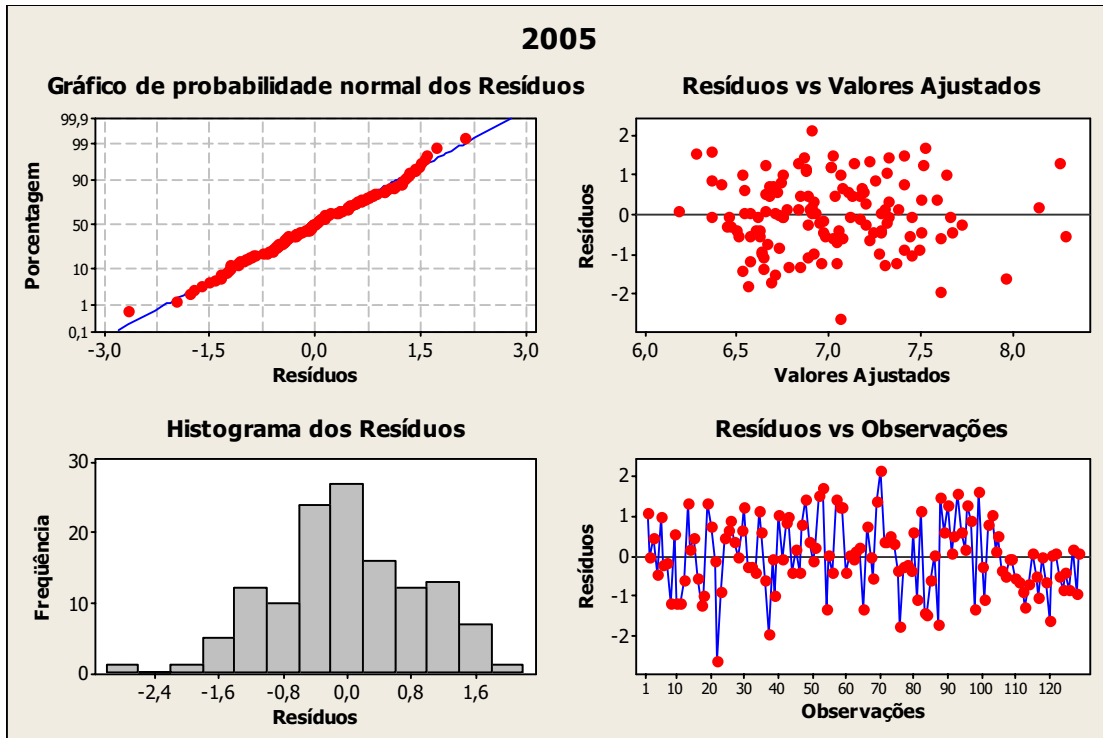 2005
Gráfico de probabilidade normal dos Resíduos
99,9
99
90
50
10
1
0,1
Porcentagem
-3,0 -1,5 0,0 1,5 3,0
Resíduos
Resíduos vs Valores Ajustados
2
1
0
-1
-2
Resíduos
6,0 6,5 7,0 7,5 8,0
Valores Ajustados
Histograma dos Resíduos
30
20
10
0
Freqüência
-2,4 -1,6 -0,8 0,0 0,8 1,6
Resíduos
Resíduos vs Observações
2
1
0
-1
-2
Resíduos
1 10 20 30 40 50 60 70 80 90 100 110 120
Observações